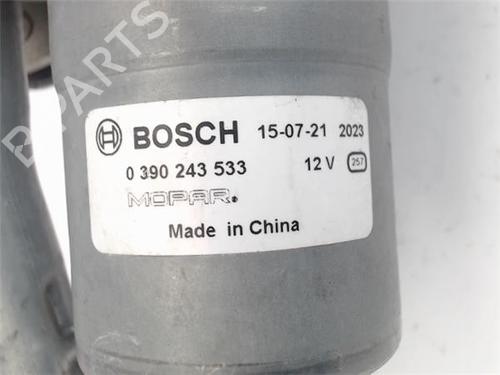 B-PARTS
BOSCH 15-07-21 2023
0 390 243 533 12 V 257
MOPAR
Made in China